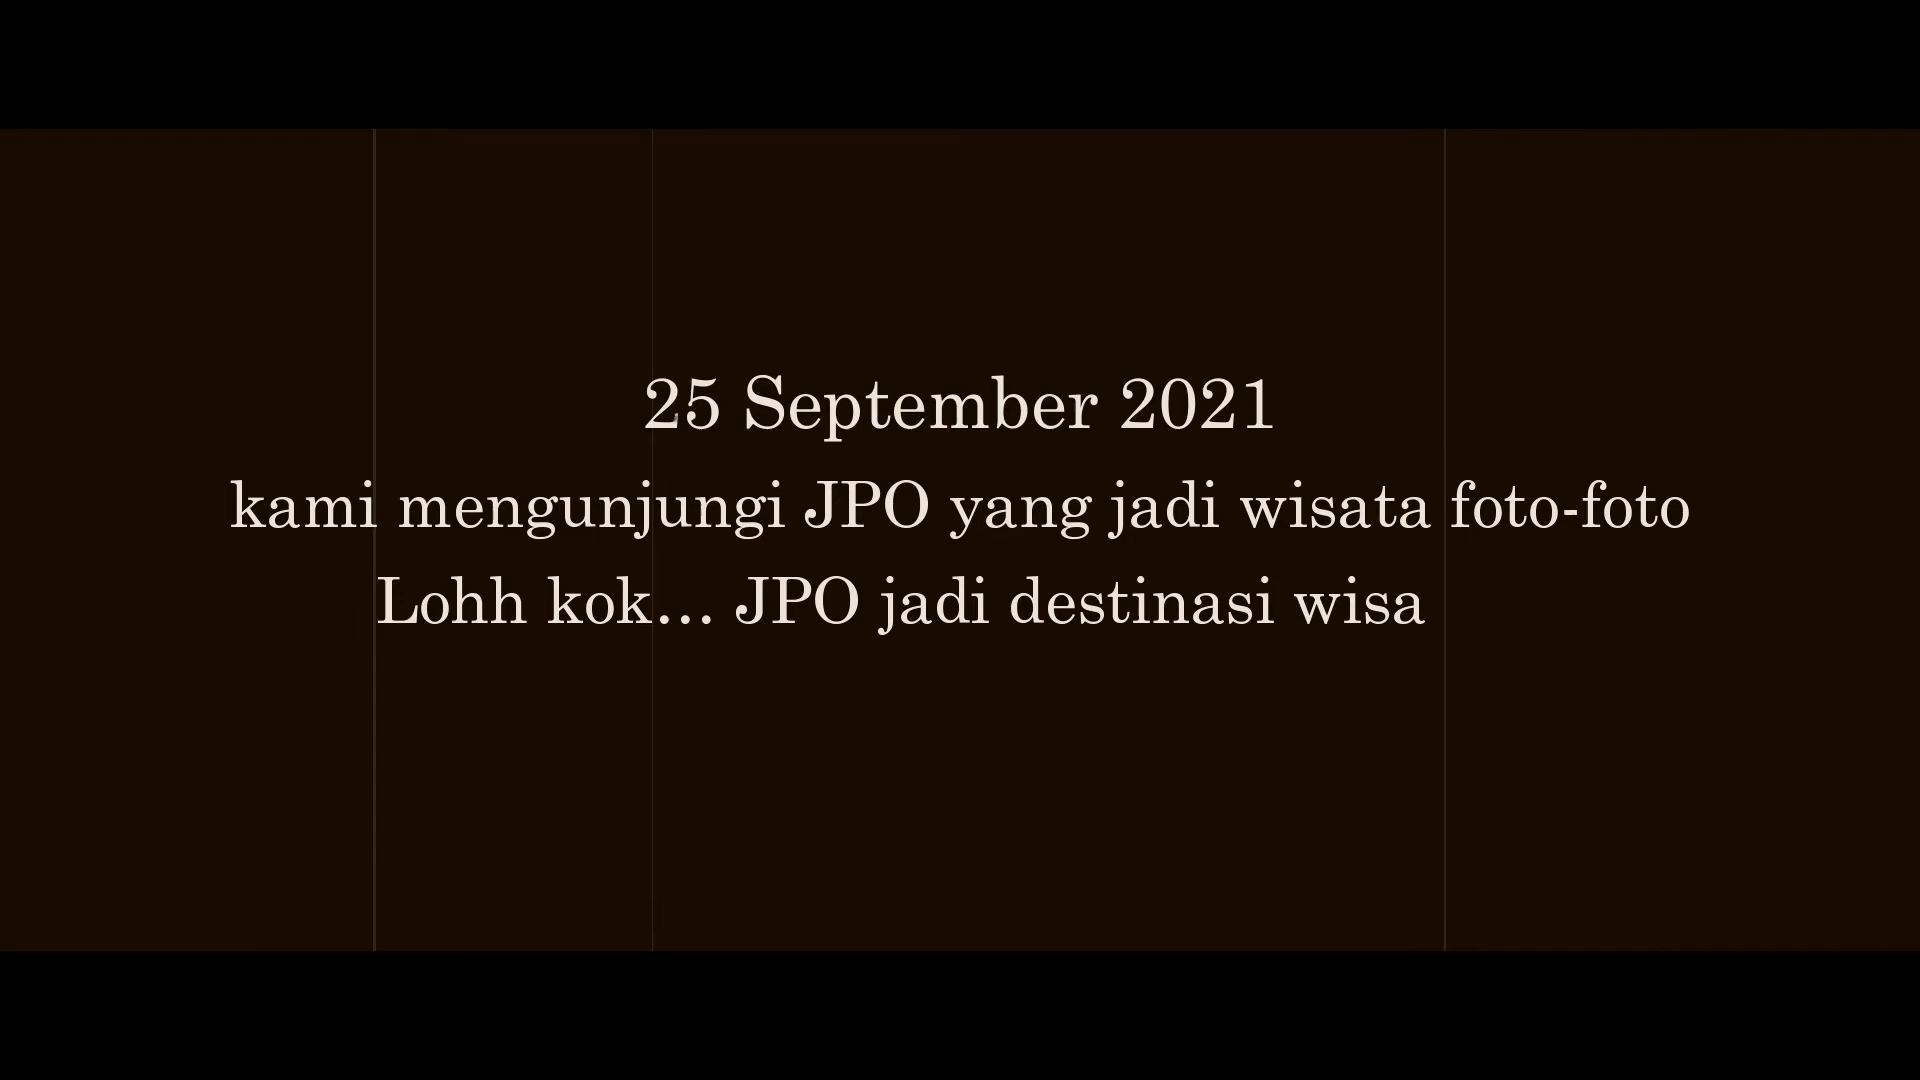 25 September 2021
kami mengunjungi JPO yang jadi wisata foto-foto
Lohh kok... JPO jadi destinasi wisa